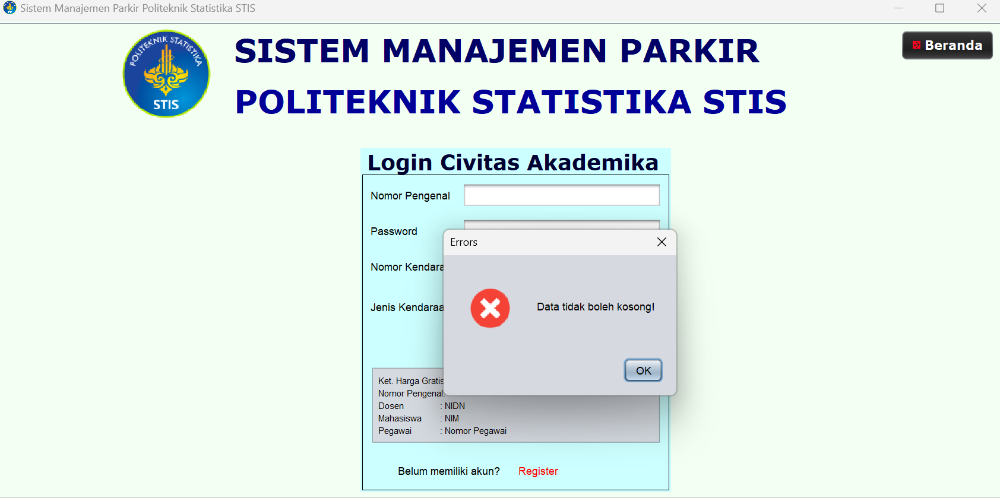 Sistem Manajemen Parkir Politeknik Statistika STIS
POLITEKNIK STATISTIKA
STIS
SISTEM MANAJEMEN PARKIR
POLITEKNIK STATISTIKA STIS
Beranda
Login Civitas Akademika
Nomor Pengenal
Password
Nomor Kendara
Jenis Kendaraa
Errors
Data tidak boleh kosong!
OK
Ket. Harga Gratis
Nomor Pengenal:
Dosen : NIDN
Mahasiswa : NIM
Pegawai : Nomor Pegawai
Belum memiliki akun? Register